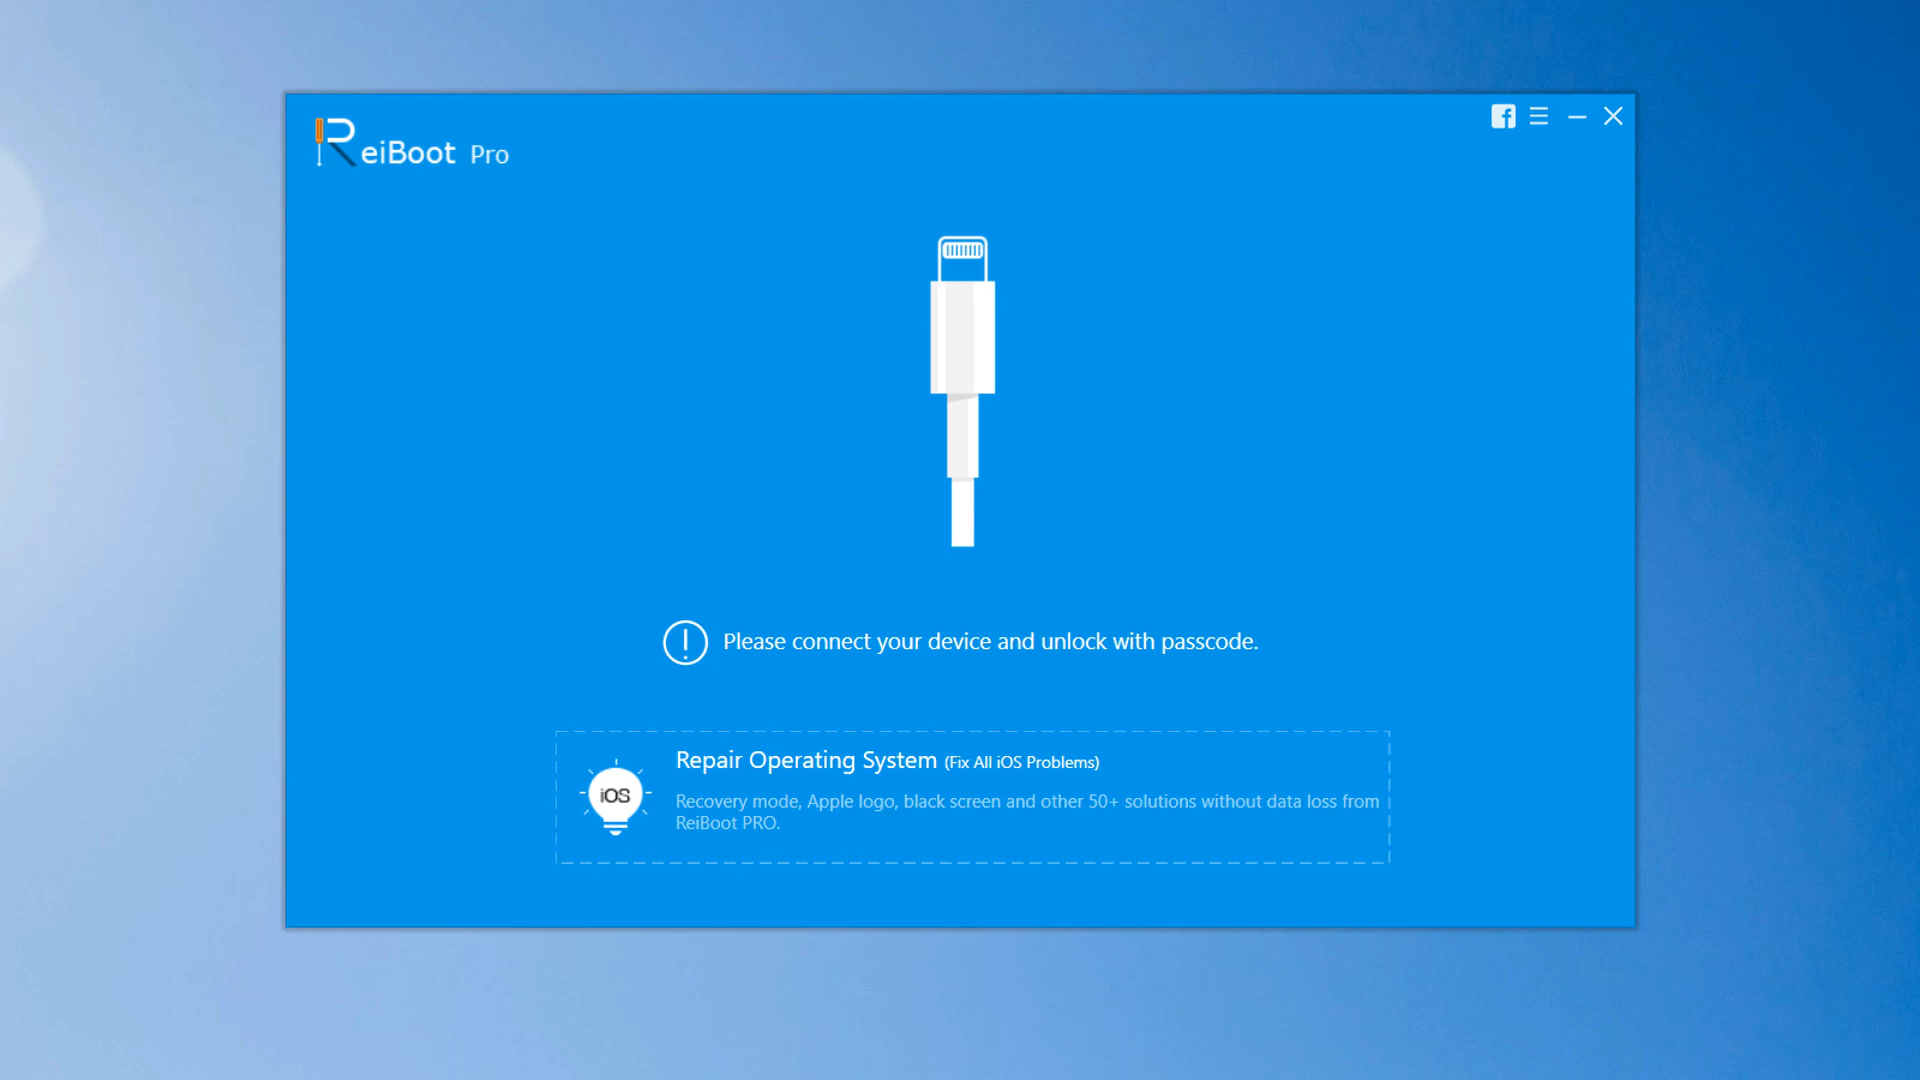 ReiBoot Pro
Please connect your device and unlock with passcode.
Repair Operating System (Fix All iOS Problems)
iOS
Recovery mode, Apple logo, black screen and other 50+ solutions without data loss from
ReiBoot PRO.